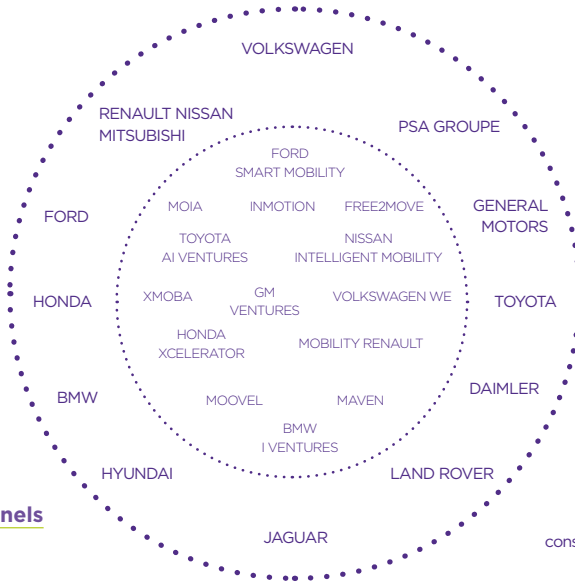 VOLKSWAGEN
RENAULT NISSAN
MITSUBISHI
PSA GROUPE
FORD
SMART MOBILITY
MOIA
INMOTION
FREE2MOVE
FORD
GENERAL
MOTORS
TOYOTA
AI VENTURES
NISSAN
INTELLIGENT MOBILITY
HONDA
XMOBA
GM
VENTURES
VOLKSWAGEN WE
TOYOTA
HONDA
XCELERATOR
MOBILITY RENAULT
BMW
MOOVEL
MAVEN
DAIMLER
BMW
I VENTURES
HYUNDAI
LAND ROVER
nels
JAGUAR
cons